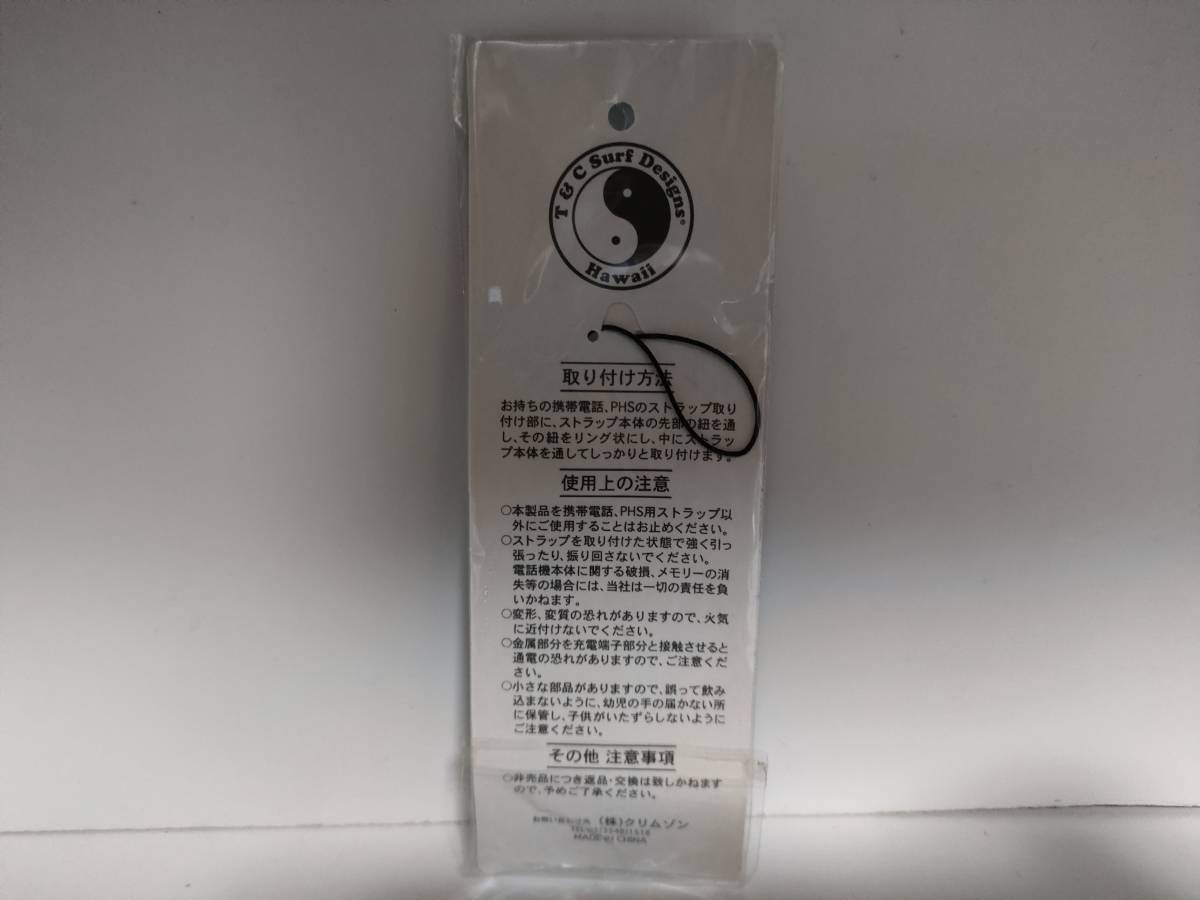 T & C Surf Designs®
Hawaii
取り付け方法
お持ちの携帯電話、PHSのストラップ取り
付け部に、ストラップ本体の先部の紐を通
し、その紐をリング状にし、中にストラッ
プ本体を通してしっかりと取り付けます。
使用上の注意
○本製品を携帯電話、PHS用ストラップ以
外にご使用することはお止めください。
○ストラップを取り付けた状態で強く引っ
張ったり、振り回さないでください。
電話機本体に関する破損、メモリーの消
失等の場合には、当社は一切の責任を負
いかねます。
○変形、変質の恐れがありますので、火気
に近付けないでください。
○金属部分を充電端子部分と接触させると
通電の恐れがありますので、ご注意くだ
さい。
○小さな部品がありますので、誤って飲み
込まないように、幼児の手の届かない所
に保管し、子供がいたずらしないように
ご注意ください。
その他 注意事項
○非売品につき返品・交換は致しかねます
ので、予めご了承ください。
お問い合わせ先 (株)クリムゾン
MADE IN CHINA